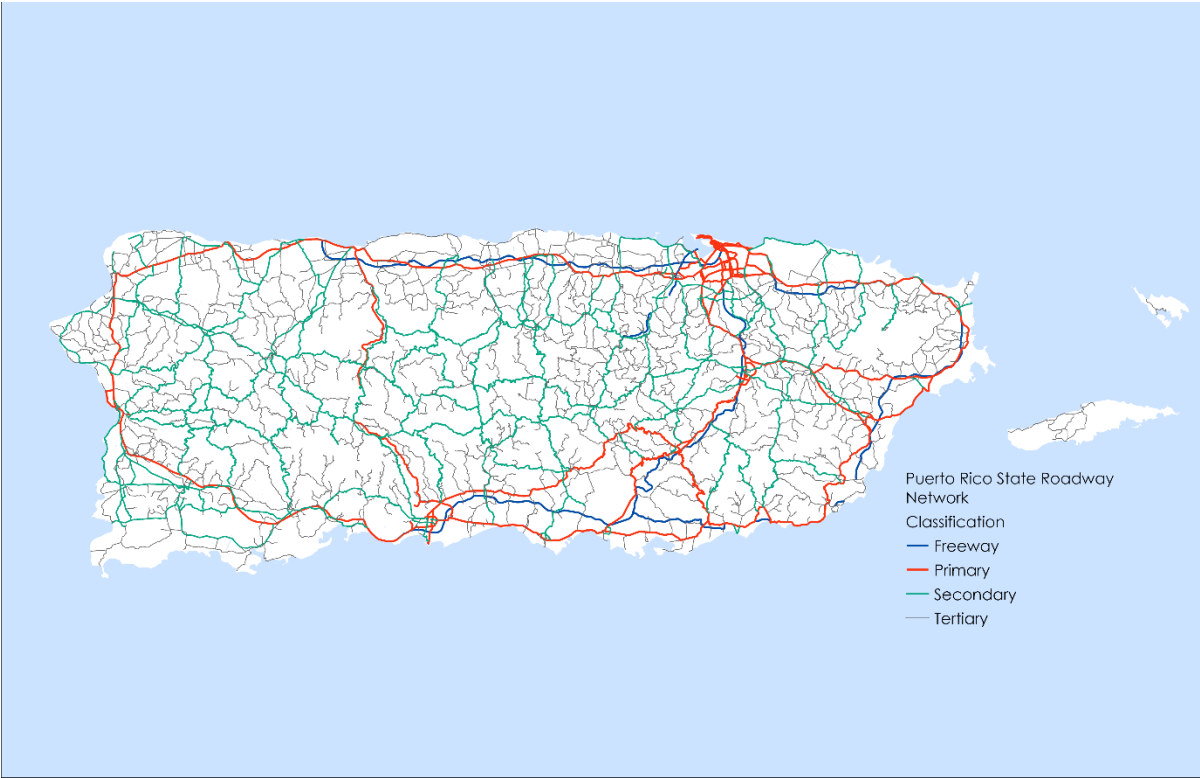 Puerto Rico State Roadway
Network
Classification
Freeway
Primary
Secondary
Tertiary